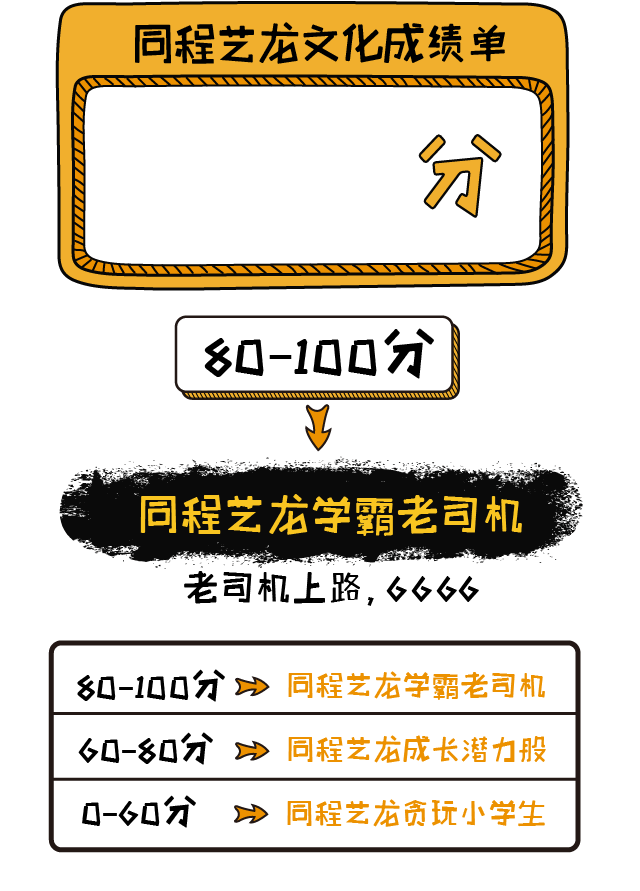 同程艺龙文化成绩单
分
80-100分
同程艺龙学霸老司机
老司机上路, 6666
80-100分 同程艺龙学霸老司机
60-80分 同程艺龙成长潜力股
0-60分 同程艺龙贪玩小学生